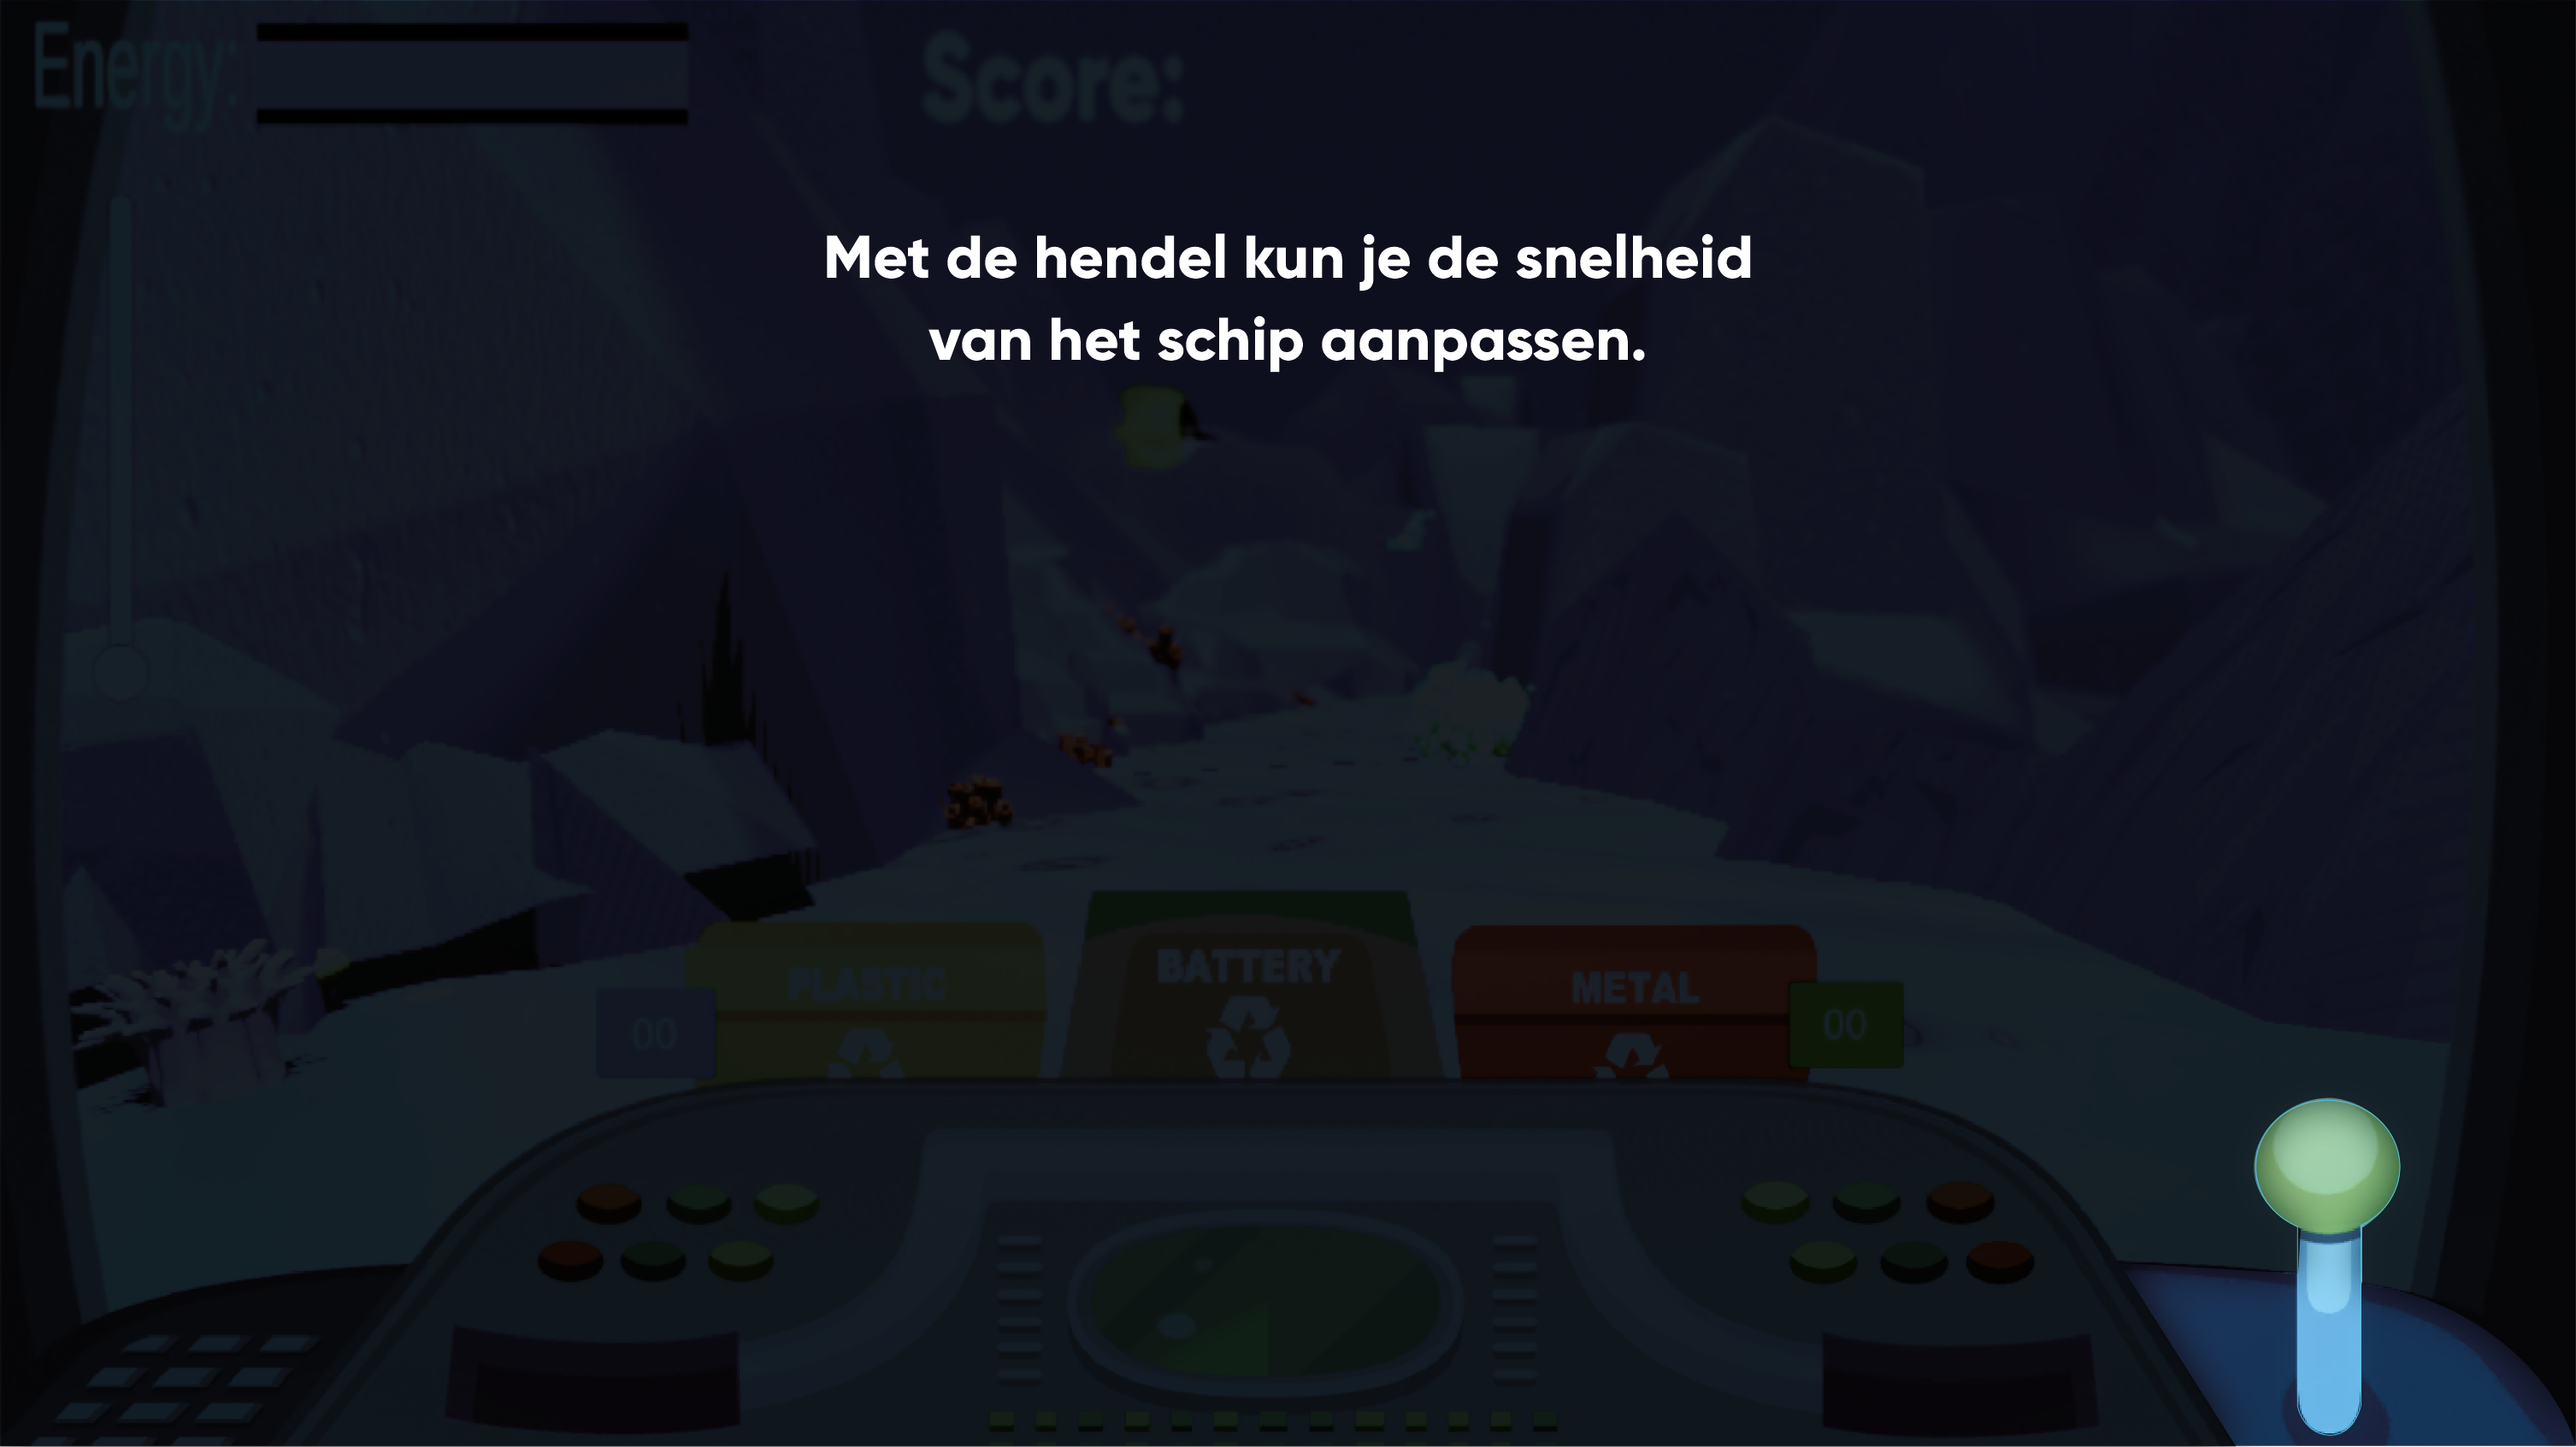 Energy:
Score:
Met de hendel kun je de snelheid
van het schip aanpassen.
PLASTIC
BATTERY
METAL
00
00